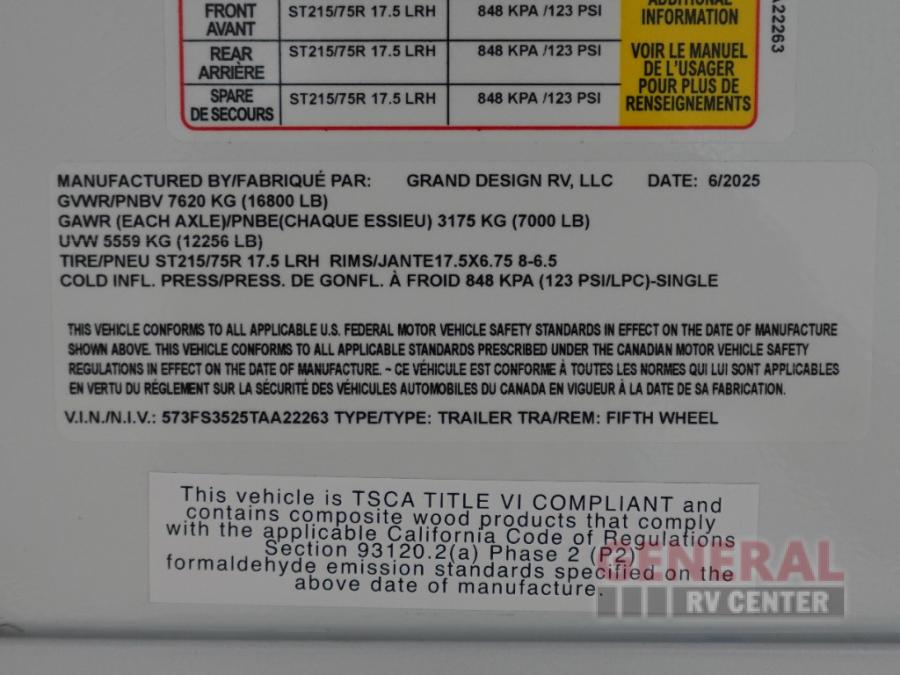 FRONT ST215/75R 17.5 LRH 848 KPA /123 PSI
AVANT
REAR ST215/75R 17.5 LRH 848 KPA /123 PSI
ARRIÈRE
SPARE ST215/75R 17.5 LRH 848 KPA /123 PSI
DE SECOURS
ADDITIONAL
INFORMATION
VOIR LE MANUEL
DE L'USAGER
POUR PLUS DE
RENSEIGNEMENTS
A22263
MANUFACTURED BY/FABRIQUÉ PAR: GRAND DESIGN RV, LLC DATE: 6/2025
GVWR/PNBV 7620 KG (16800 LB)
GAWR (EACH AXLE)/PNBE(CHAQUE ESSIEU) 3175 KG (7000 LB)
UVW 5559 KG (12256 LB)
TIRE/PNEU ST215/75R 17.5 LRH RIMS/JANTE17.5X6.75 8-6.5
COLD INFL. PRESS/PRESS. DE GONFL. À FROID 848 KPA (123 PSI/LPC)-SINGLE
THIS VEHICLE CONFORMS TO ALL APPLICABLE U.S. FEDERAL MOTOR VEHICLE SAFETY STANDARDS IN EFFECT ON THE DATE OF MANUFACTURE
SHOWN ABOVE. THIS VEHICLE CONFORMS TO ALL APPLICABLE STANDARDS PRESCRIBED UNDER THE CANADIAN MOTOR VEHICLE SAFETY
REGULATIONS IN EFFECT ON THE DATE OF MANUFACTURE. ~ CE VÉHICULE EST CONFORME À TOUTES LES NORMES QUI LUI SONT APPLICABLES
EN VERTU DU RÉGLEMENT SUR LA SÉCURITÉ DES VÉHICULES AUTOMOBILES DU CANADA EN VIGUEUR À LA DATE DE SA FABRICATION.
V.I.N./N.I.V.: 573FS3525TAA22263 TYPE/TYPE: TRAILER TRA/REM: FIFTH WHEEL
This vehicle is TSCA TITLE VI COMPLIANT and
contains composite wood products that comply
with the applicable California Code of Regulations
Section 93120.2(a) Phase 2 (P2)
formaldehyde emission standards specified on the
above date of manufacture.
GENERAL
RV CENTER